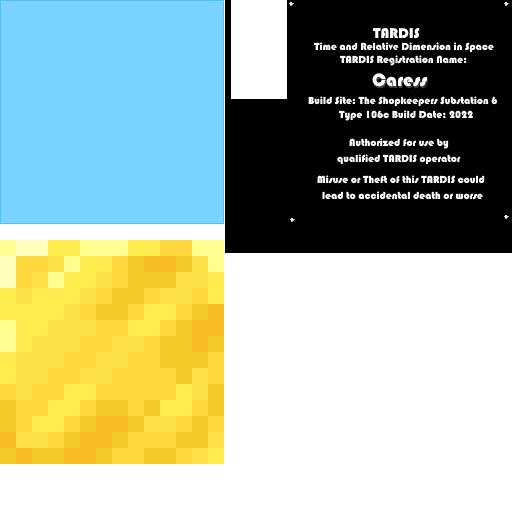 TARDIS
Time and Relative Dimension in Space
TARDIS Registration Name:
Caress
Build Site: The Shopkeepers Substation 6
Type 106c Build Date: 2022
Authorized for use by
qualified TARDIS operator
Misuse or Theft of this TARDIS could
lead to accidental death or worse